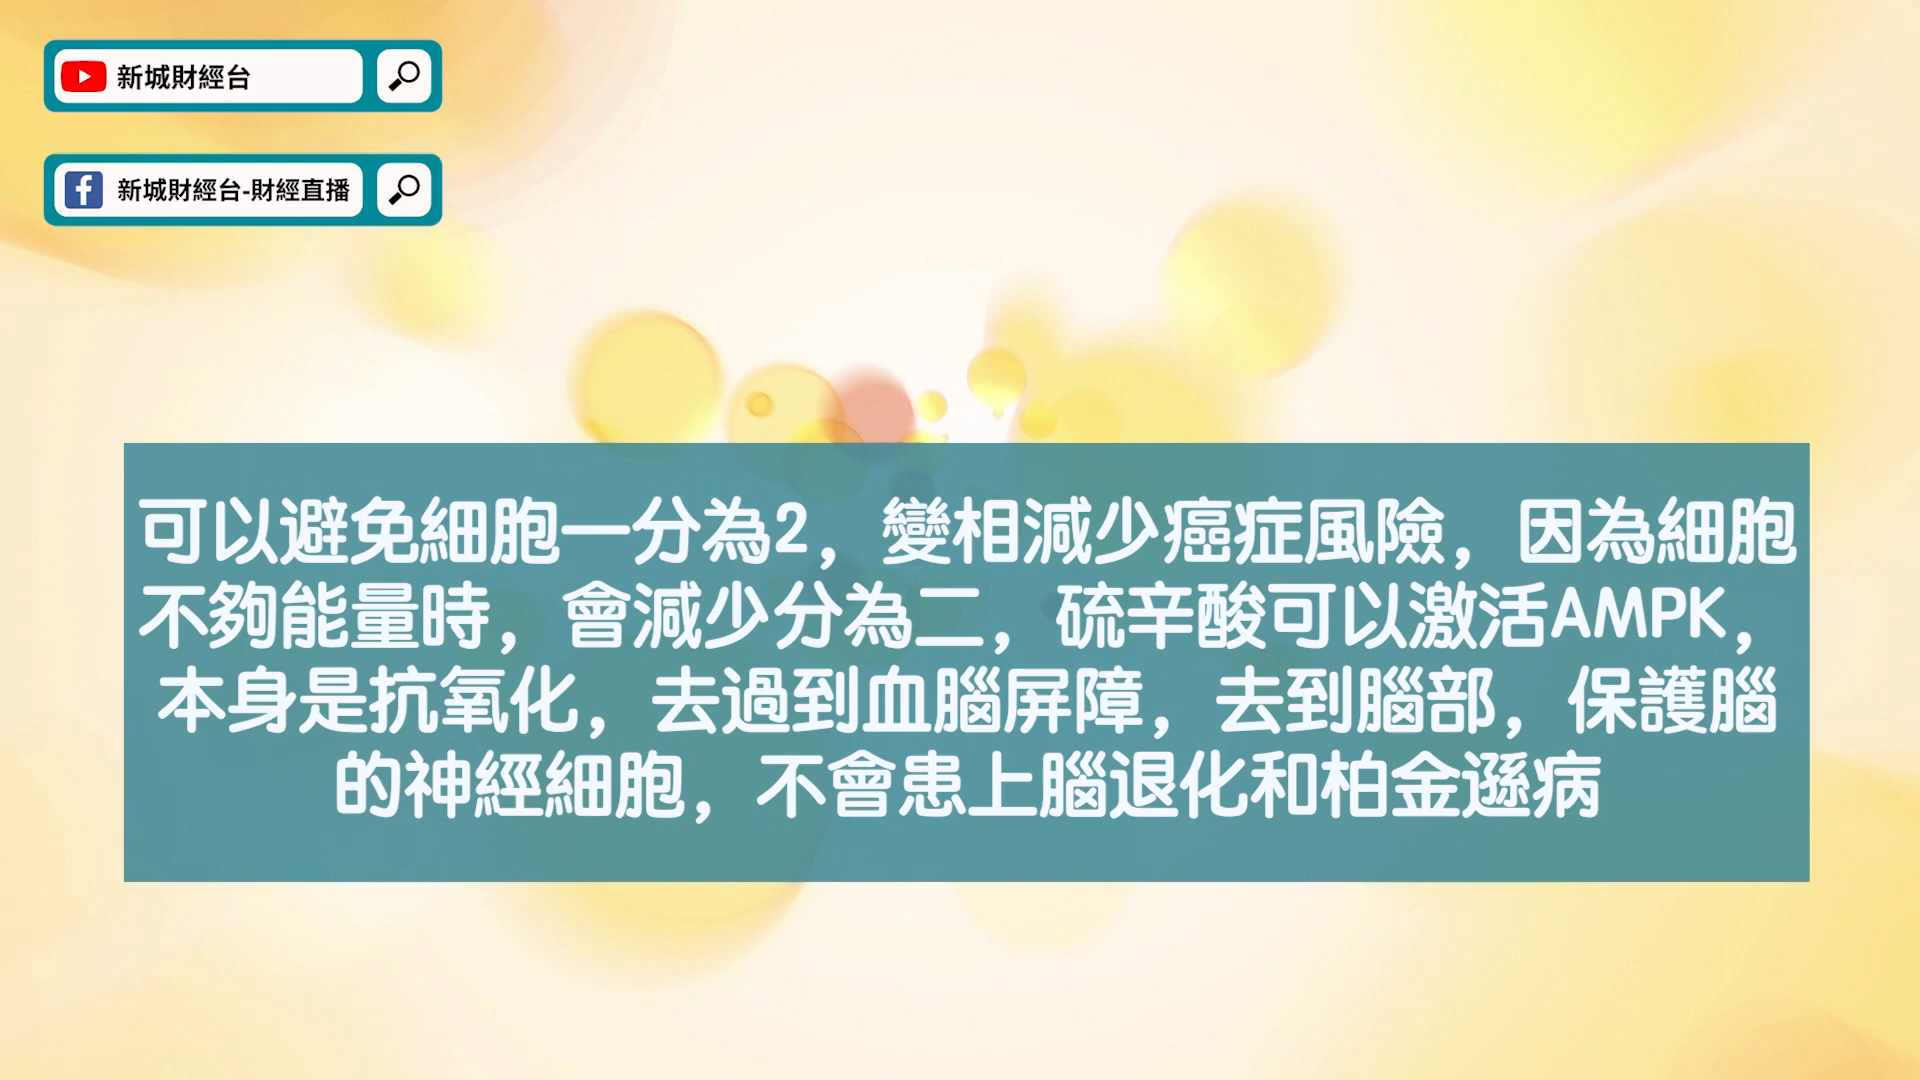 新城財經台
新城財經台-財經直播
可以避免細胞一分為2，變相減少癌症風險，因為細胞
不夠能量時，會減少分為二，硫辛酸可以激活AMPK，
本身是抗氧化，去過到血腦屏障，去到腦部，保護腦
的神經細胞，不會患上腦退化和柏金遜病